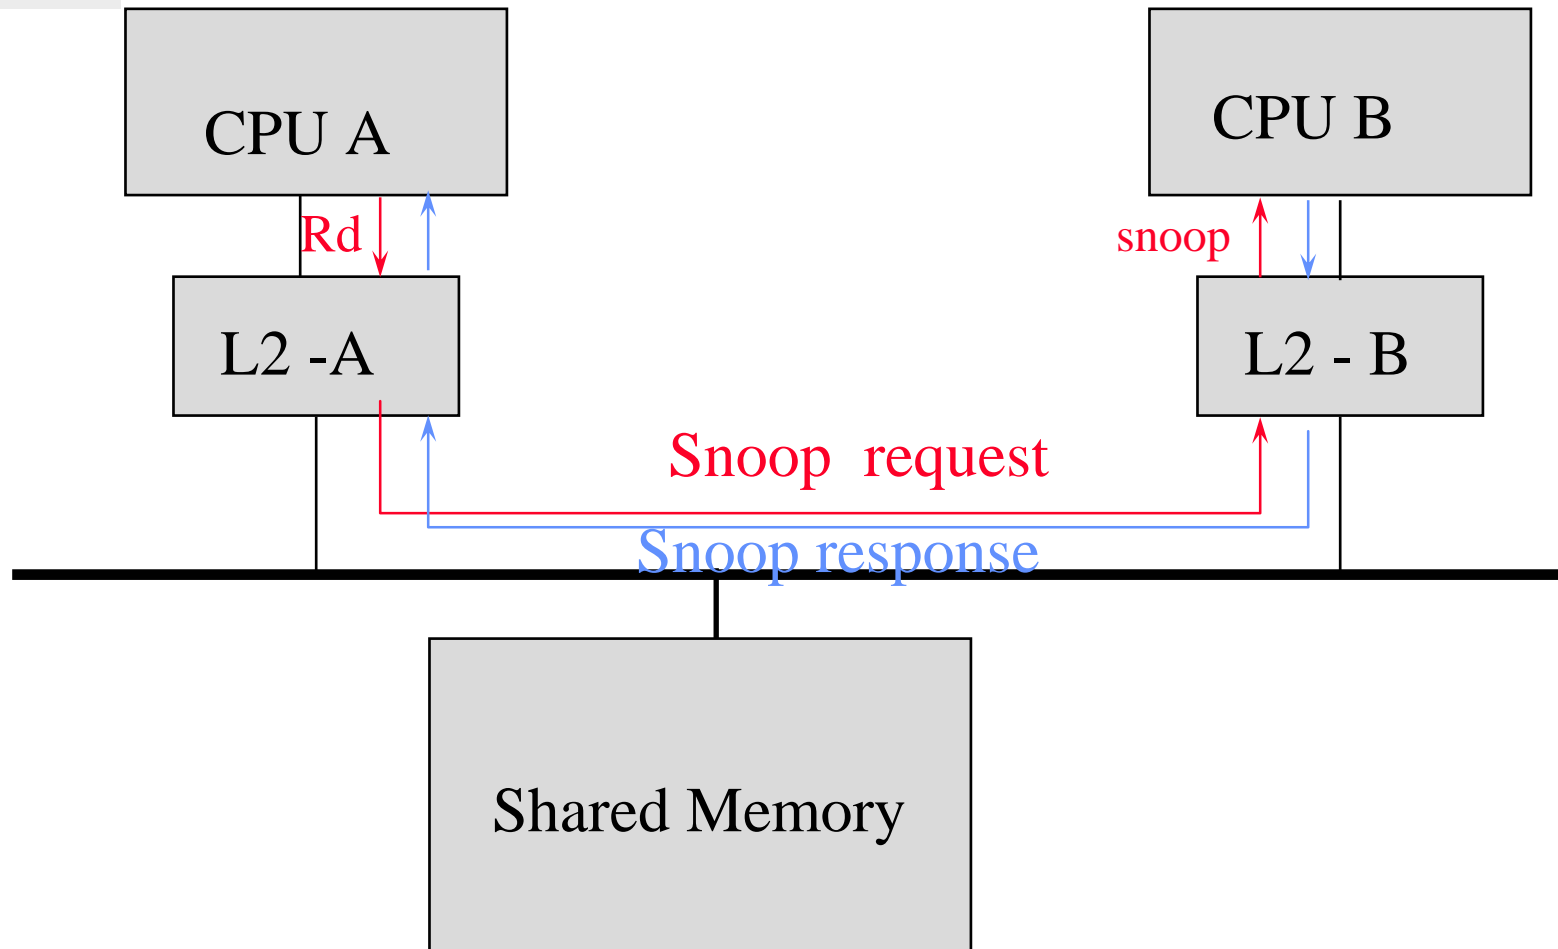 CPU A
CPU B
Rd
snoop
L2 -A
L2 - B
Snoop request
Snoop response
Shared Memory